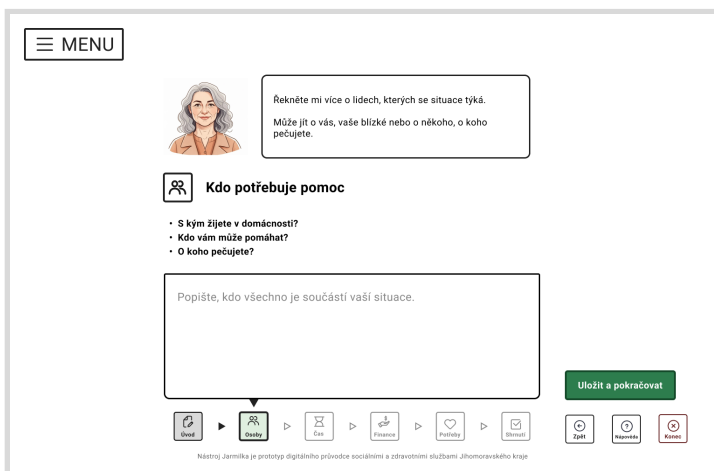 MENU
Řekněte mi více o lidech, kterých se situace týká.
Může jít o vás, vaše blízké nebo o někoho, o koho
pečujete.
Kdo potřebuje pomoc
• S kým žijete v domácnosti?
• Kdo vám může pomáhat?
• O koho pečujete?
Popište, kdo všechno je součástí vaší situace.
Uložit a pokračovat
Úvod
Osoby
Čas
Finance
Potřeby
Shrnutí
Zpět
Nápověda
Konec
Nástroj Jarmilka je prototyp digitálního průvodce sociálními a zdravotními službami Jihomoravského kraje